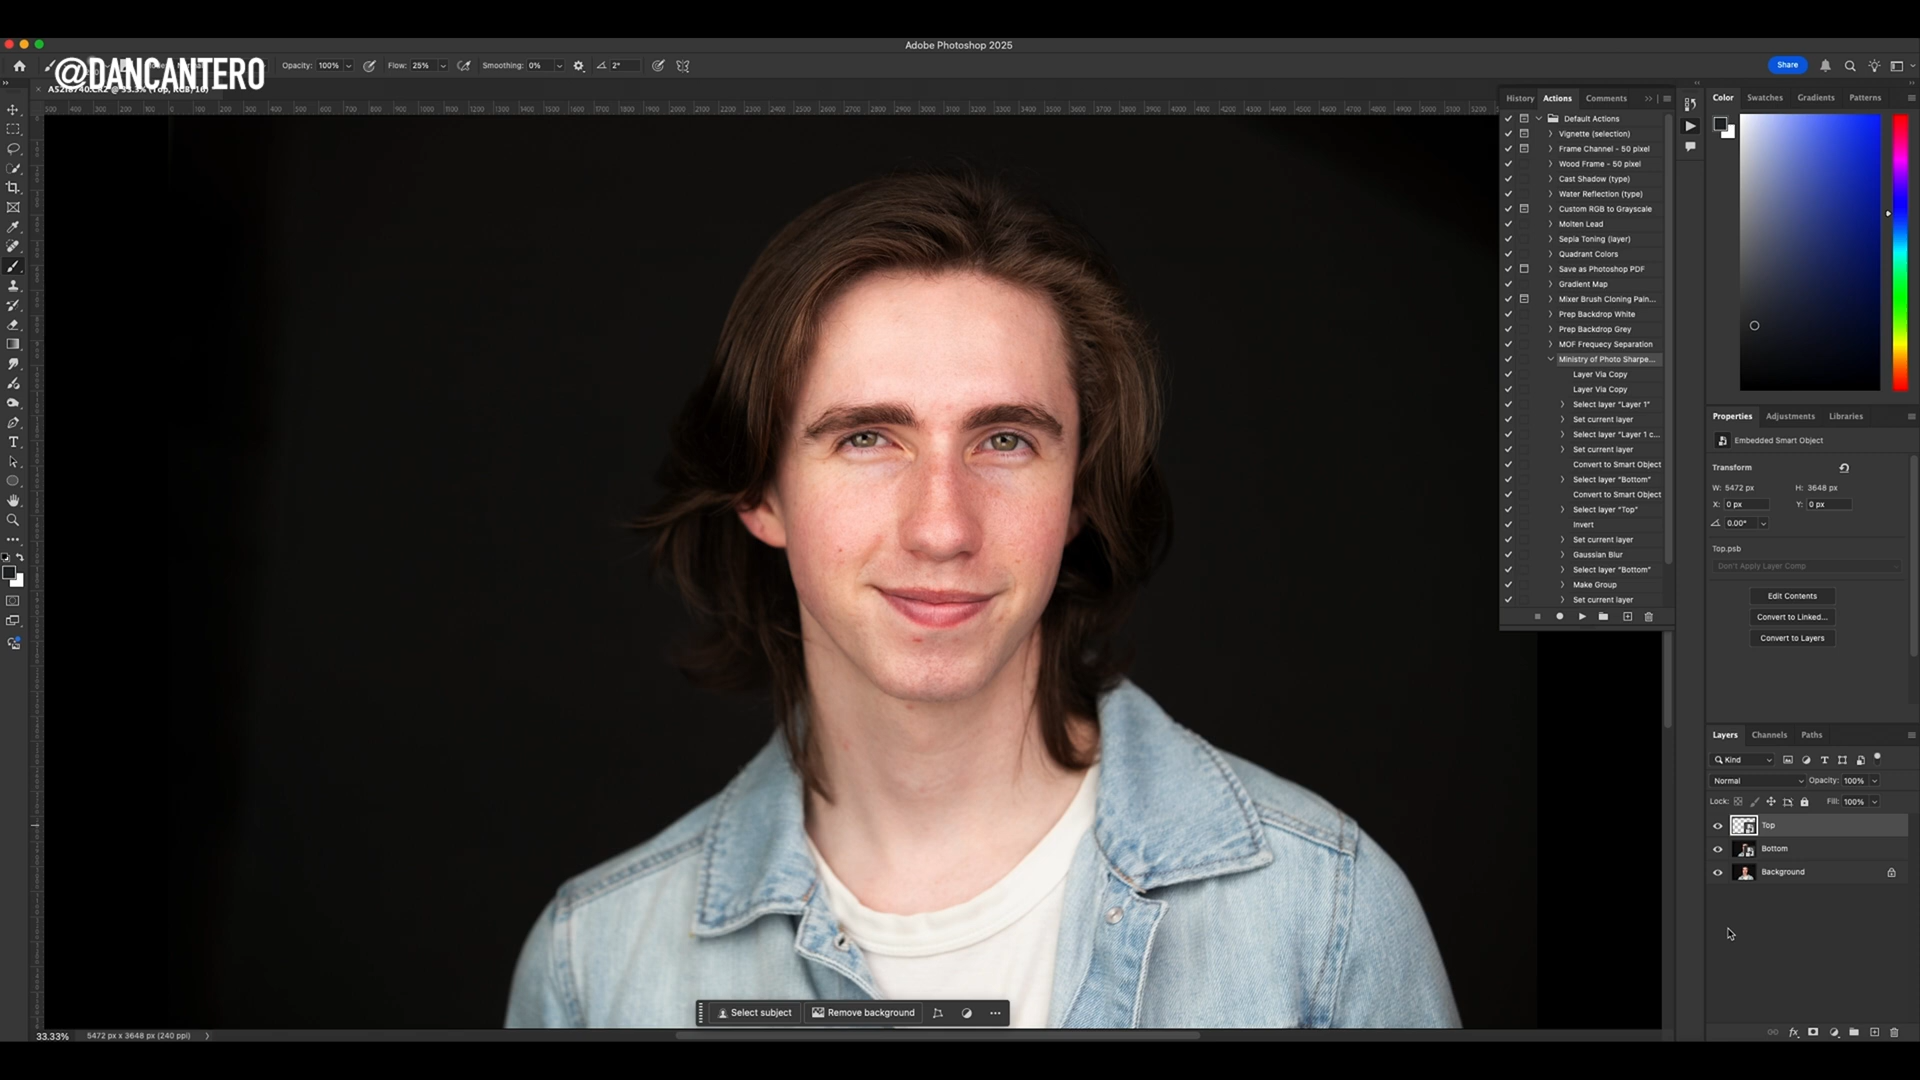 Adobe Photoshop 2025
@DANCANTERO
Opacity: 100%
Flow: 25%
Smoothing: 0%
2°
Share
History
Actions
Comments
Default Actions
Vignette (selection)
Frame Channel - 50 pixel
Wood Frame - 50 pixel
Cast Shadow (type)
Water Reflection (type)
Custom RGB to Grayscale
Molten Lead
Sepia Toning (layer)
Quadrant Colors
Save as Photoshop PDF
Gradient Map
Mixer Brush Cloning Pain...
Prep Backdrop White
Prep Backdrop Grey
MOF Frequecy Separation
Ministry of Photo Sharpe...
Layer Via Copy
Layer Via Copy
Select layer "Layer 1"
Set current layer
Select layer "Layer 1 c...
Set current layer
Convert to Smart Object
Select layer "Bottom"
Convert to Smart Object
Select layer "Top"
Invert
Set current layer
Gaussian Blur
Select layer "Bottom"
Make Group
Set current layer
Color
Swatches
Gradients
Patterns
Properties
Adjustments
Libraries
Embedded Smart Object
Transform
W: 5472 px
H: 3648 px
X: 0 px
Y: 0 px
0.00°
Top.psb
Don't Apply Layer Comp
Edit Contents
Convert to Linked...
Convert to Layers
Layers
Channels
Paths
Kind
Normal
Opacity: 100%
Lock:
Fill: 100%
Top
Bottom
Background
Select subject
Remove background
33.33%
5472 px x 3648 px (240 ppi)